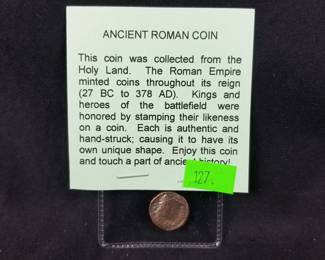 ANCIENT ROMAN COIN
This coin was collected from the
Holy Land. The Roman Empire
minted coins throughout its reign
(27 BC to 378 AD). Kings and
heroes of the battlefield were
honored by stamping their likeness
on a coin. Each is authentic and
hand-struck; causing it to have its
own unique shape. Enjoy this coin
and touch a part of ancient history!
127.